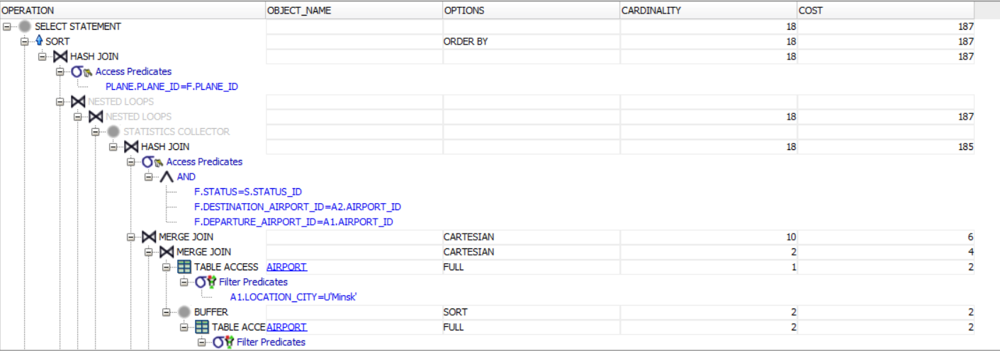 OPERATION OBJECT_NAME OPTIONS CARDINALITY COST
SELECT STATEMENT 18 187
SORT ORDER BY 18 187
HASH JOIN 18 187
Access Predicates
PLANE.PLANE_ID=F.PLANE_ID
NESTED LOOPS
NESTED LOOPS 18 187
STATISTICS COLLECTOR
HASH JOIN 18 185
Access Predicates
AND
F.STATUS=S.STATUS_ID
F.DESTINATION_AIRPORT_ID=A2.AIRPORT_ID
F.DEPARTURE_AIRPORT_ID=A1.AIRPORT_ID
MERGE JOIN CARTESIAN 10 6
MERGE JOIN CARTESIAN 2 4
TABLE ACCESS AIRPORT FULL 1 2
Filter Predicates
A1.LOCATION_CITY=U'Minsk'
BUFFER SORT 2 2
TABLE ACCE AIRPORT FULL 2 2
Filter Predicates